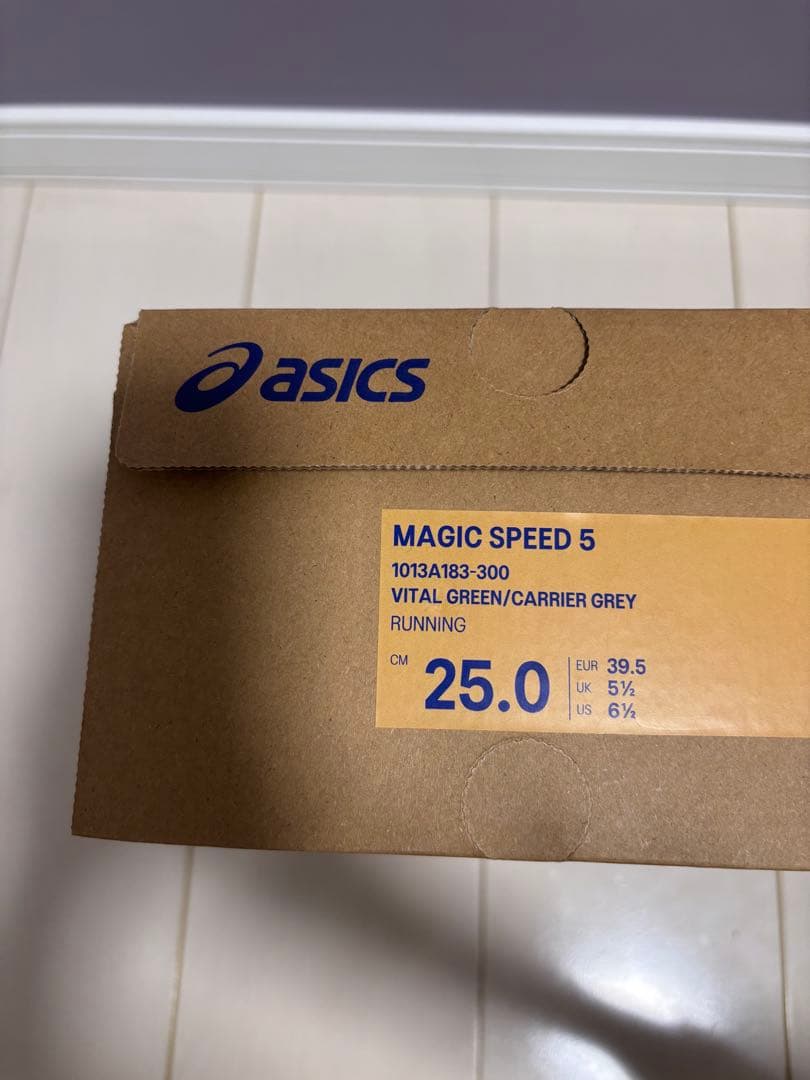 asics
MAGIC SPEED 5
1013A183-300
VITAL GREEN/CARRIER GREY
RUNNING
CM 25.0
EUR 39.5
UK 5½
US 6½